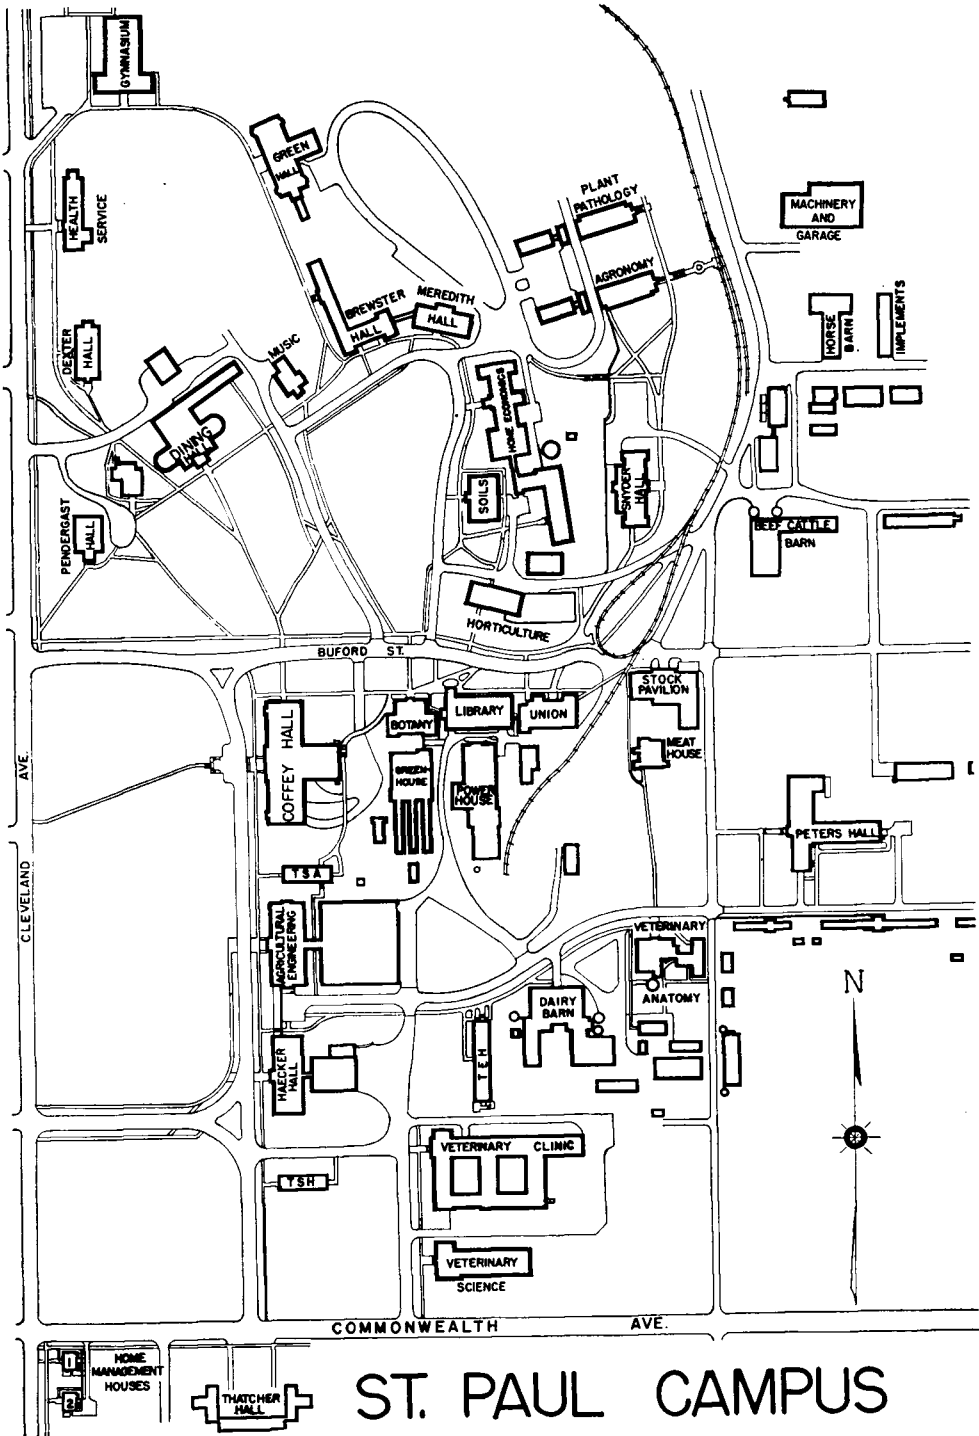 GYMNASIUM
GREEN
HALL
HEALTH
SERVICE
PLANT
PATHOLOGY
MACHINERY
AND
GARAGE
AGRONOMY
BREWSTER
HALL
MEREDITH
HALL
HORSE
BARN
IMPLEMENTS
DEXTER
HALL
MUSIC
HOME ECONOMICS
DINING
HALL
SNYDER
HALL
SOILS
PENDERGAST
HALL
BEEF CATTLE
BARN
HORTICULTURE
BUFORD ST.
STOCK
PAVILION
COFFEY HALL
BOTANY
LIBRARY
UNION
MEAT
HOUSE
GREEN-
HOUSE
POWER
HOUSE
PETERS HALL
CLEVELAND AVE.
TSA
AGRICULTURAL
ENGINEERING
VETERINARY
ANATOMY
N
DAIRY
BARN
TEH
HAECKER
HALL
VETERINARY CLINIC
TSH
VETERINARY
SCIENCE
COMMONWEALTH AVE.
1
2
HOME
MANAGEMENT
HOUSES
THATCHER
HALL
ST. PAUL CAMPUS